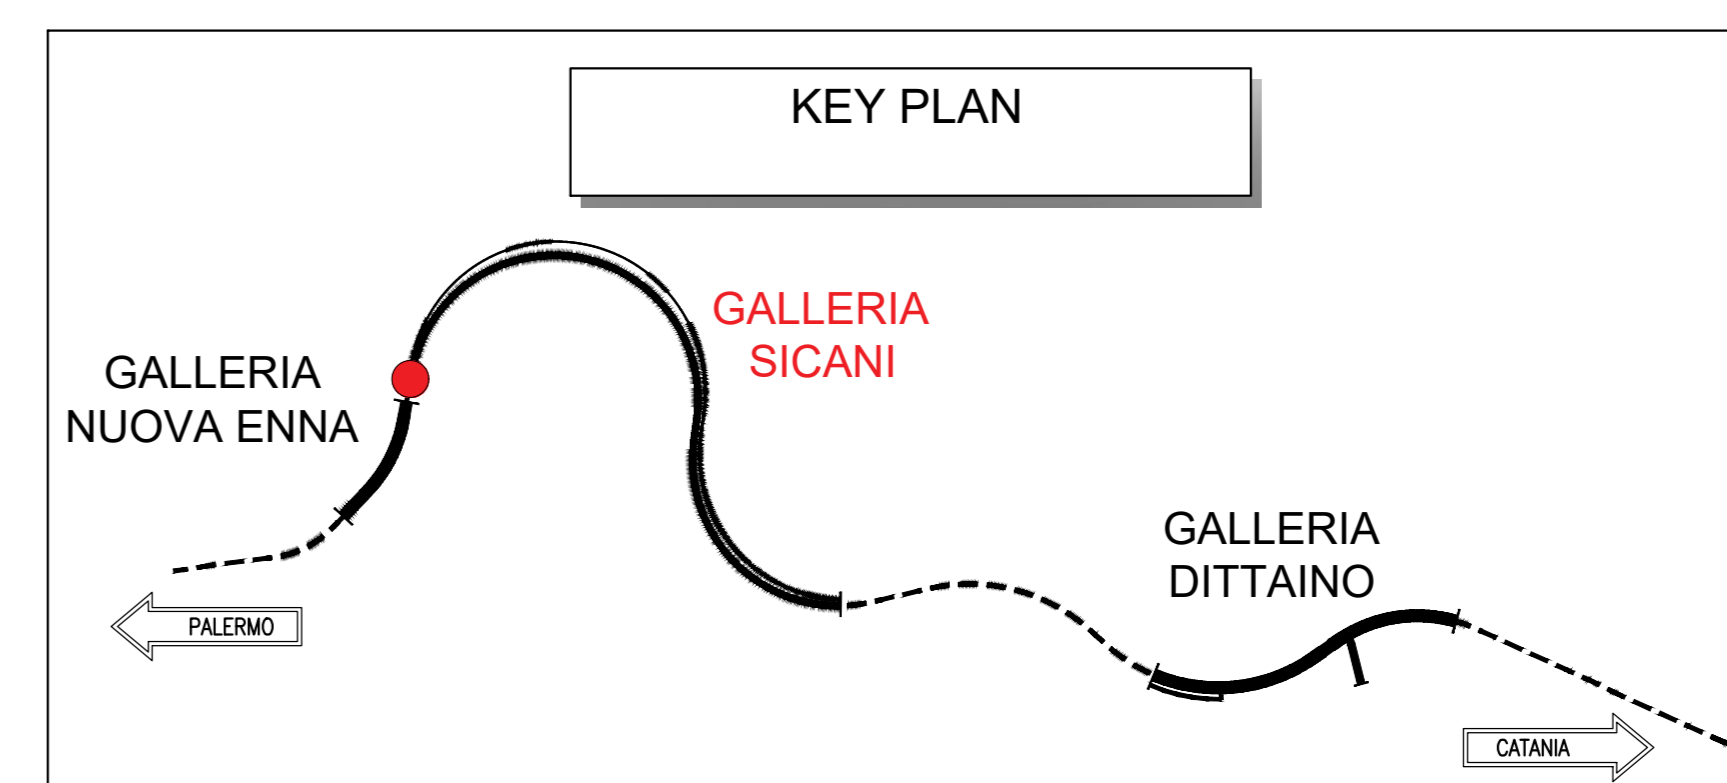 KEY PLAN
GALLERIA
SICANI
GALLERIA
NUOVA ENNA
GALLERIA
DITTAINO
PALERMO
CATANIA